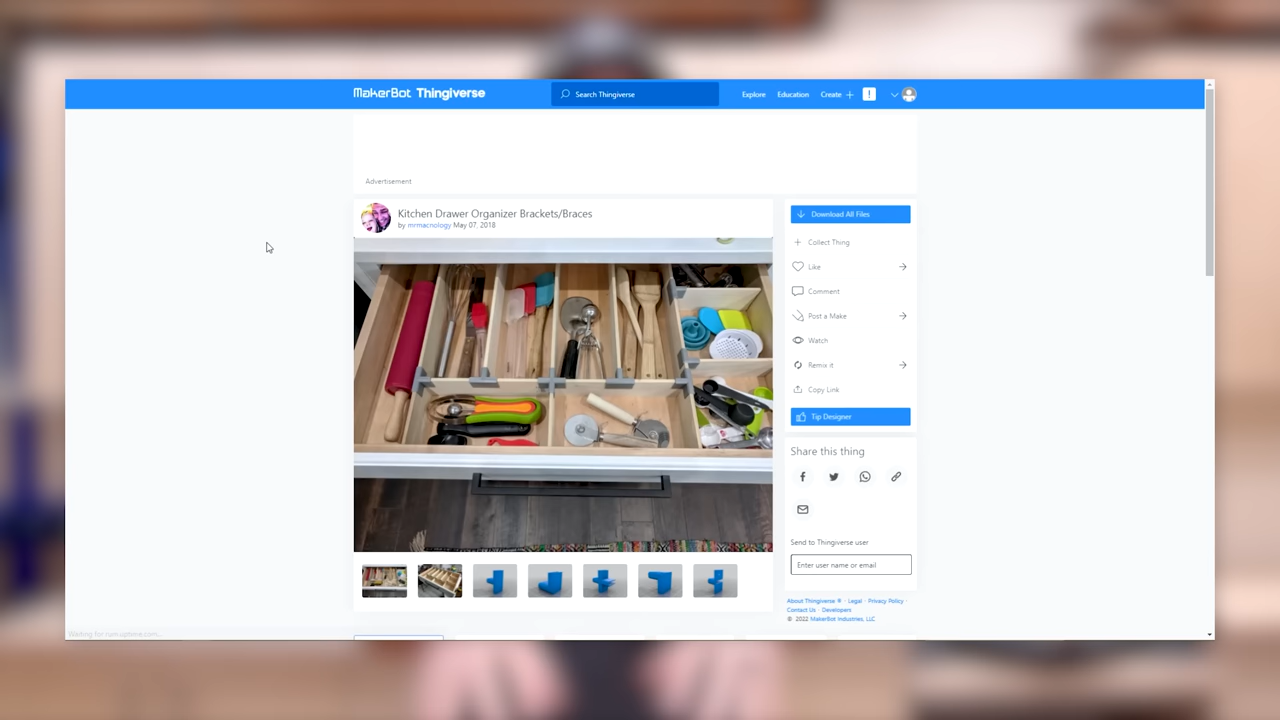 MakerBot Thingiverse
Search Thingiverse
Explore
Education
Create
Advertisement
Kitchen Drawer Organizer Brackets/Braces
by mrmacnology May 07, 2018
Download All Files
Collect Thing
Like
Comment
Post a Make
Watch
Remix it
Copy Link
Tip Designer
Share this thing
Send to Thingiverse user
Enter user name or email
About Thingiverse ® · Legal · Privacy Policy ·
Contact Us · Developers
© 2022 MakerBot Industries, LLC